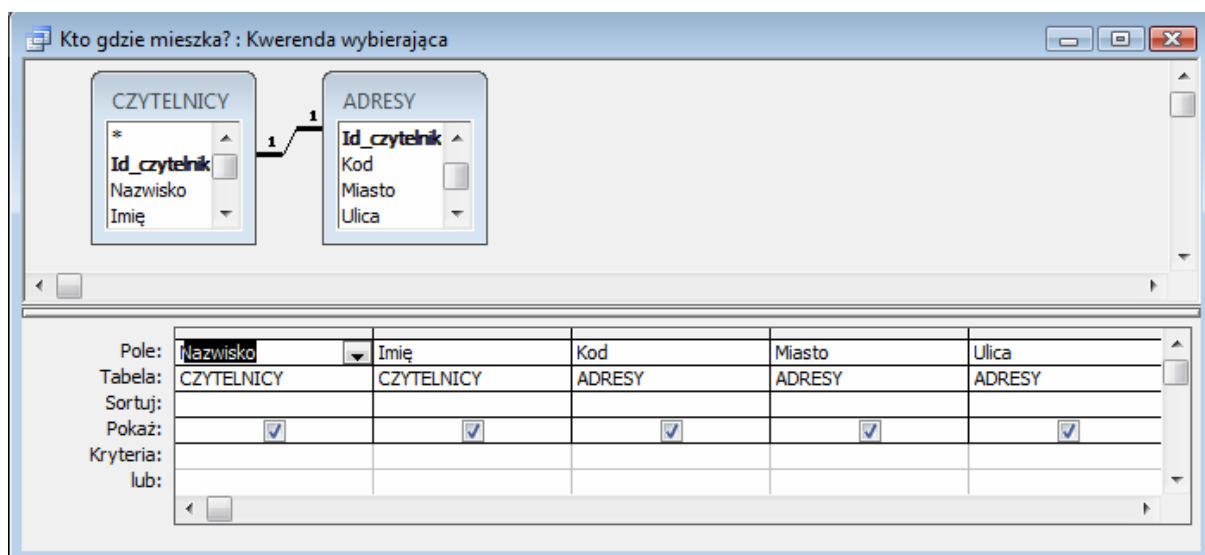 Kto gdzie mieszka? : Kwerenda wybierająca
CZYTELNICY
*
Id_czytelnik
Nazwisko
Imię
1
1
ADRESY
Id_czytelnik
Kod
Miasto
Ulica
Pole: Nazwisko Imię Kod Miasto Ulica
Tabela: CZYTELNICY CZYTELNICY ADRESY ADRESY ADRESY
Sortuj:
Pokaż:
Kryteria:
lub: